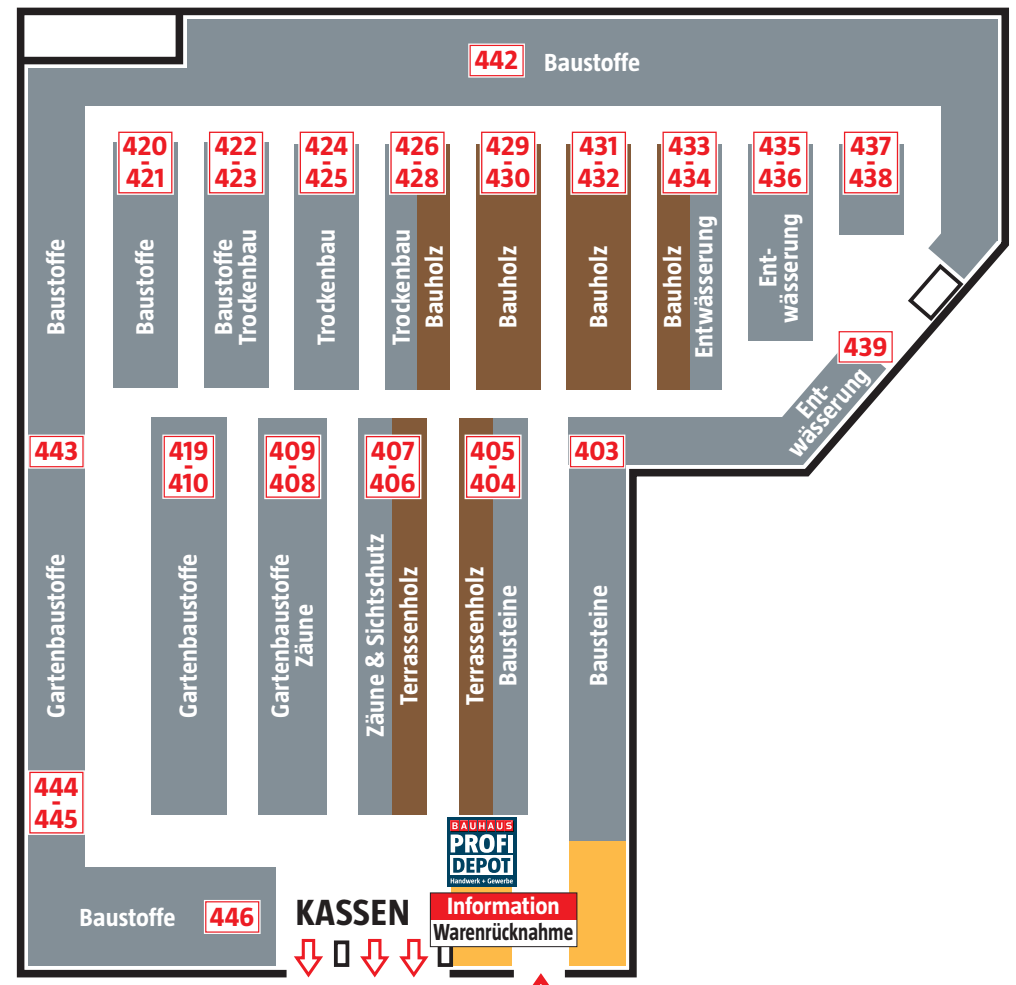 442 Baustoffe
420
-
421
422
-
423
424
-
425
426
-
428
429
-
430
431
-
432
433
-
434
435
-
436
437
-
438
Baustoffe
Baustoffe
Baustoffe
Trockenbau
Trockenbau
Trockenbau
Bauholz
Bauholz
Bauholz
Bauholz
Entwässerung
Ent-
wässerung
439
Ent-
wässerung
443
419
-
410
409
-
408
407
-
406
405
-
404
403
Gartenbaustoffe
Gartenbaustoffe
Gartenbaustoffe
Zäune
Zäune & Sichtschutz
Terrassenholz
Terrassenholz
Bausteine
Bausteine
444
-
445
BAUHAUS
PROFI
DEPOT
Handwerk + Gewerbe
Baustoffe 446
KASSEN
Information
Warenrücknahme